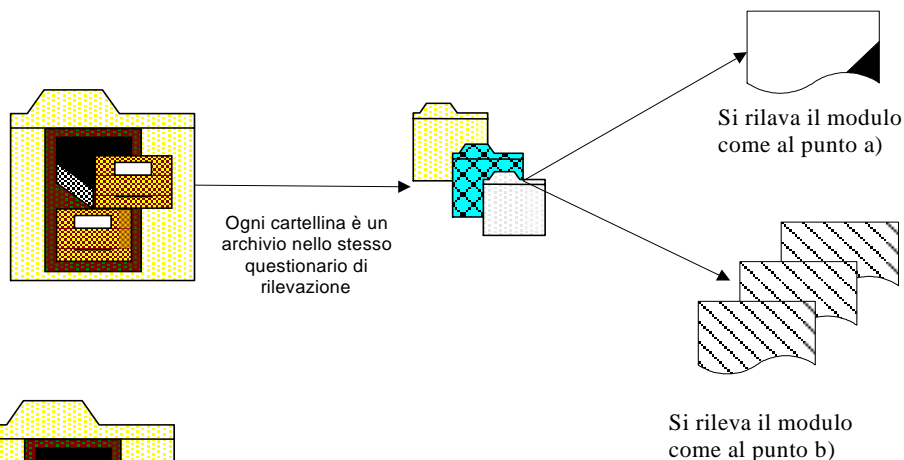 Si rilava il modulo
come al punto a)
Ogni cartellina è un
archivio nello stesso
questionario di
rilevazione
Si rileva il modulo
come al punto b)